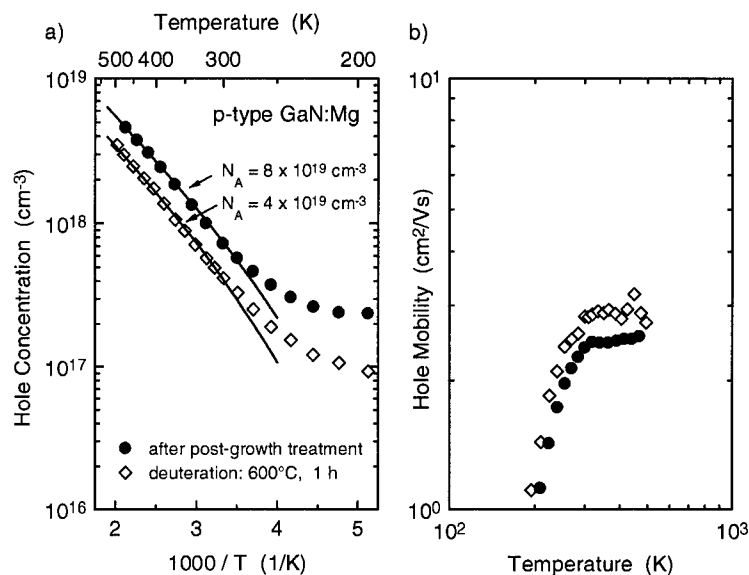 a)
Temperature (K)
500 400 300 200
10^19
10^18
10^17
10^16
Hole Concentration (cm^-3)
p-type GaN:Mg
N_A = 8 x 10^19 cm^-3
N_A = 4 x 10^19 cm^-3
● after post-growth treatment
◇ deuteration: 600°C, 1 h
2 3 4 5
1000 / T (1/K)
b)
10^1
10^0
Hole Mobility (cm^2/Vs)
10^2 10^3
Temperature (K)